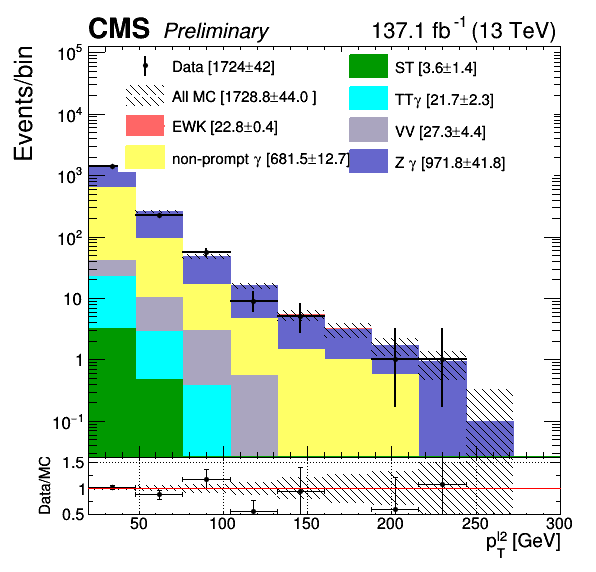 CMS Preliminary 137.1 fb⁻¹ (13 TeV)
Events/bin
10⁵
10⁴
10³
10²
10
1
10⁻¹
Data [1724±42]
All MC [1728.8±44.0 ]
EWK [22.8±0.4]
non-prompt γ [681.5±12.7]
ST [3.6±1.4]
TTγ [21.7±2.3]
VV [27.3±4.4]
Z γ [971.8±41.8]
Data/MC
1.5
1
0.5
50 100 150 200 250 300
p_T^{l2} [GeV]